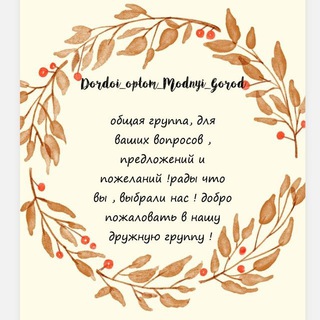 Dordoi_optom_Modnyi_Gorod
общая группа, для
ваших вопросов ,
предложений и
пожеланий !рады что
вы , выбрали нас ! добро
пожаловать в нашу
дружную группу !